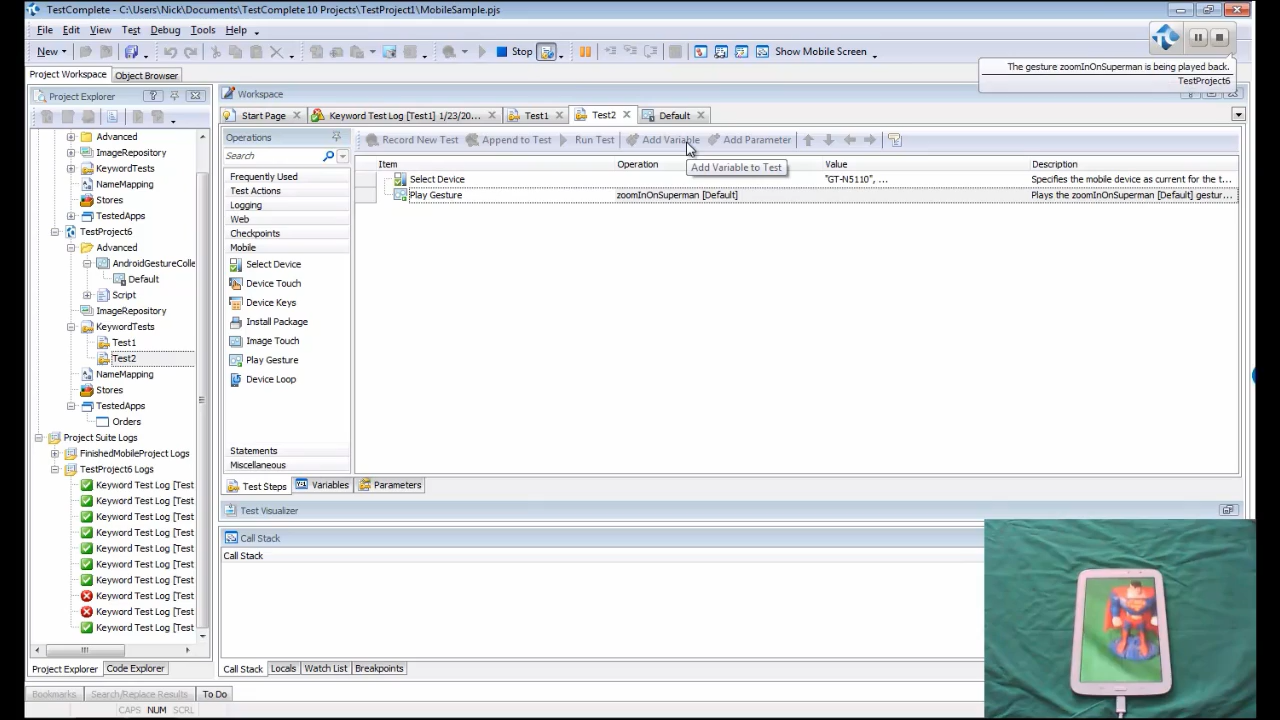 TestComplete - C:\Users\Nick\Documents\TestComplete 10 Projects\TestProject1\MobileSample.pjs
File Edit View Test Debug Tools Help
New Stop Show Mobile Screen
The gesture zoomInOnSuperman is being played back.
TestProject6
Project Workspace Object Browser
Project Explorer
Advanced
ImageRepository
KeywordTests
NameMapping
Stores
TestedApps
TestProject6
Advanced
AndroidGestureColle
Default
Script
ImageRepository
KeywordTests
Test1
Test2
NameMapping
Stores
TestedApps
Orders
Project Suite Logs
FinishedMobileProject Logs
TestProject6 Logs
Keyword Test Log [Test
Keyword Test Log [Test
Keyword Test Log [Test
Keyword Test Log [Test
Keyword Test Log [Test
Keyword Test Log [Test
Keyword Test Log [Test
Keyword Test Log [Test
Keyword Test Log [Test
Keyword Test Log [Test
Project Explorer Code Explorer
Workspace
Start Page Keyword Test Log [Test1] 1/23/20... Test1 Test2 Default
Operations
Search
Frequently Used
Test Actions
Logging
Web
Checkpoints
Mobile
Select Device
Device Touch
Device Keys
Install Package
Image Touch
Play Gesture
Device Loop
Statements
Miscellaneous
Record New Test Append to Test Run Test Add Variable Add Parameter
Add Variable to Test
Item Operation Value Description
Select Device "GT-N5110", ... Specifies the mobile device as current for the t...
Play Gesture zoomInOnSuperman [Default] Plays the zoomInOnSuperman [Default] gestur...
Test Steps Variables Parameters
Test Visualizer
Call Stack
Call Stack
Call Stack Locals Watch List Breakpoints
Bookmarks Search/Replace Results To Do
CAPS NUM SCRL